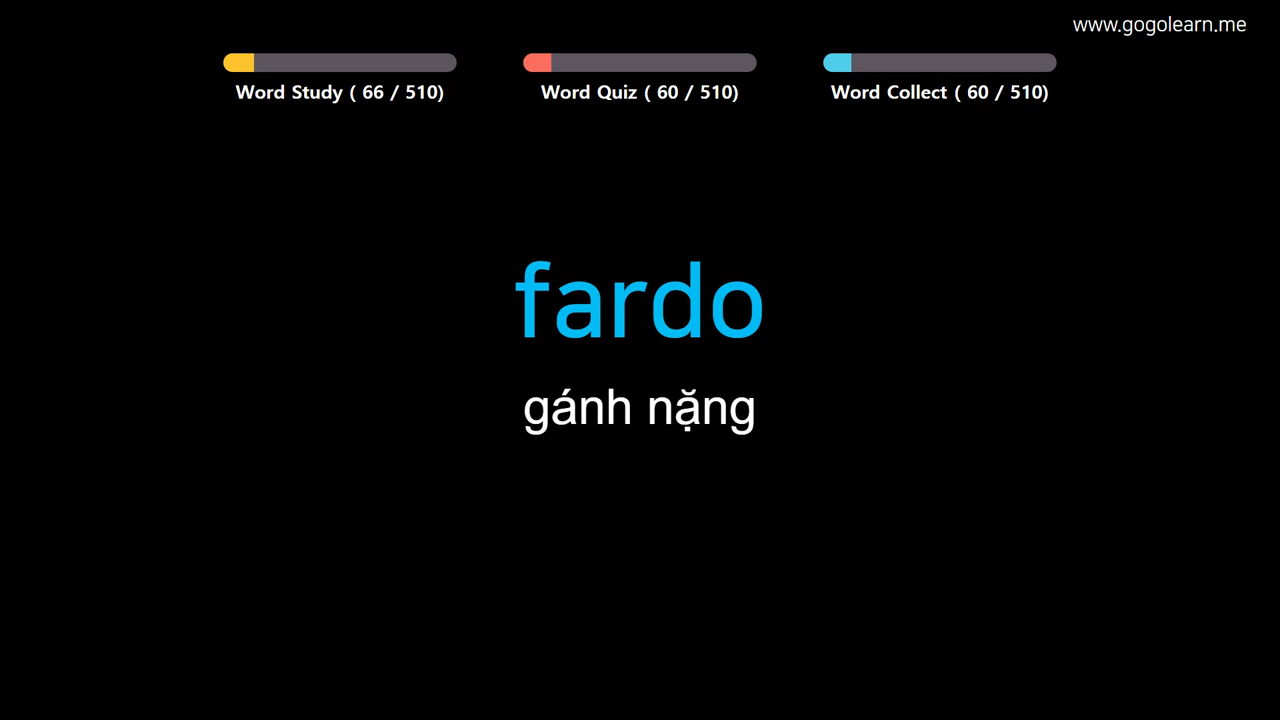 www.gogolearn.me
Word Study ( 66 / 510)
Word Quiz ( 60 / 510)
Word Collect ( 60 / 510)
fardo
gánh nặng